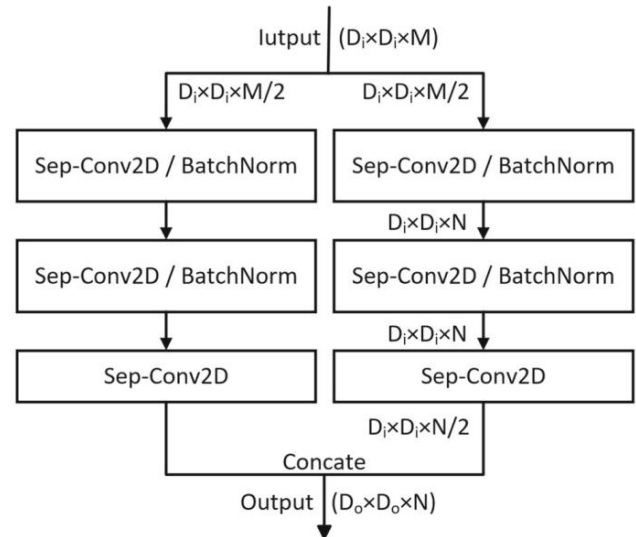 Iutput (Dᵢ×Dᵢ×M)
Dᵢ×Dᵢ×M/2 Dᵢ×Dᵢ×M/2
Sep-Conv2D / BatchNorm Sep-Conv2D / BatchNorm
Dᵢ×Dᵢ×N
Sep-Conv2D / BatchNorm Sep-Conv2D / BatchNorm
Dᵢ×Dᵢ×N
Sep-Conv2D Sep-Conv2D
Dᵢ×Dᵢ×N/2
Concate
Output (Dₒ×Dₒ×N)